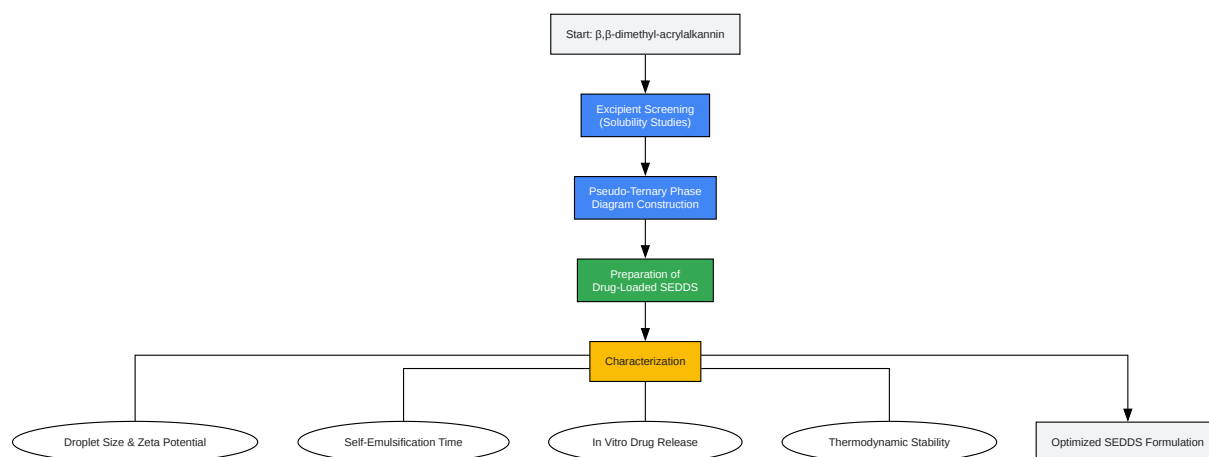 Start: β,β-dimethyl-acrylalkannin
Excipient Screening
(Solubility Studies)
Pseudo-Ternary Phase
Diagram Construction
Preparation of
Drug-Loaded SEDDS
Characterization
Droplet Size & Zeta Potential
Self-Emulsification Time
In Vitro Drug Release
Thermodynamic Stability
Optimized SEDDS Formulation